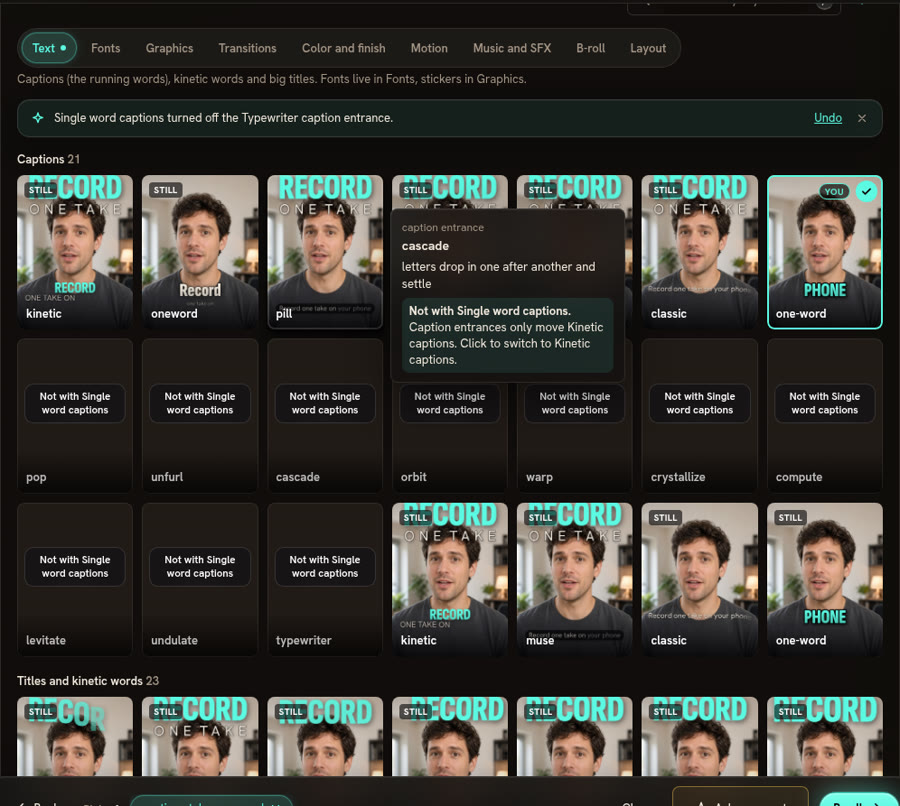 Text
Fonts
Graphics
Transitions
Color and finish
Motion
Music and SFX
B-roll
Layout
Captions (the running words), kinetic words and big titles. Fonts live in Fonts, stickers in Graphics.
Single word captions turned off the Typewriter caption entrance.
Undo
Captions 21
STILL
RECORD
ONE TAKE
RECORD
ONE TAKE ON
kinetic
STILL
Record
oneword
RECORD
ONE TAKE
Record one take on your phone
pill
STILL
RECORD
ONE TAKE
STILL
RECORD
ONE TAKE
STILL
RECORD
ONE TAKE
Record one take on your phone
classic
YOU
PHONE
one-word
caption entrance
cascade
letters drop in one after another and
settle
Not with Single word captions.
Caption entrances only move Kinetic
captions. Click to switch to Kinetic
captions.
Not with Single
word captions
pop
Not with Single
word captions
unfurl
Not with Single
word captions
cascade
Not with Single
word captions
orbit
Not with Single
word captions
warp
Not with Single
word captions
crystallize
Not with Single
word captions
compute
Not with Single
word captions
levitate
Not with Single
word captions
undulate
Not with Single
word captions
typewriter
STILL
RECORD
ONE TAKE
RECORD
ONE TAKE ON
kinetic
STILL
RECORD
ONE TAKE
Record one take on your phone
muse
STILL
Record one take on your phone
classic
STILL
PHONE
one-word
Titles and kinetic words 23
STILL
RECOR
STILL
RECORD
ONE TAKE
STILL
RECORD
STILL
RECORD
STILL
RECORD
STILL
RECORD
STILL
RECORD